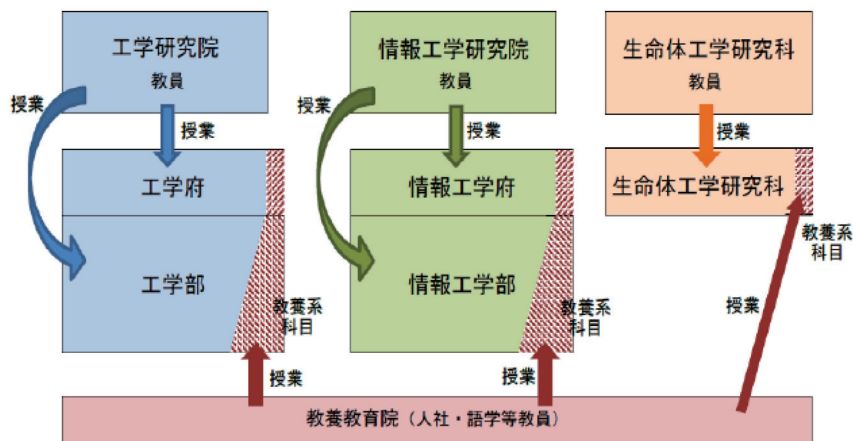 工学研究院
教員
情報工学研究院
教員
生命体工学研究科
教員
授業
授業
授業
授業
授業
工学府
情報工学府
生命体工学研究科
工学部
情報工学部
教養系
科目
教養系
科目
教養系
科目
授業
授業
授業
教養教育院（人社・語学等教員）